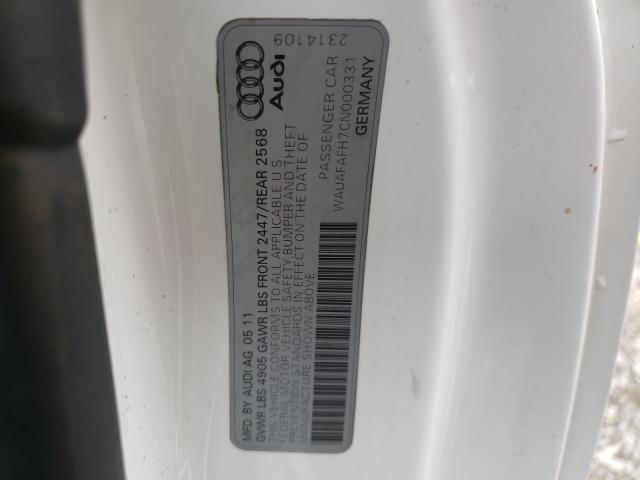 2314109
Audi
MFD. BY AUDI AG 05 11
GVWR LBS 4905 GAWR LBS FRONT 2447/REAR 2568
THIS VEHICLE CONFORMS TO ALL APPLICABLE U S
FEDERAL MOTOR VEHICLE SAFETY BUMPER AND THEFT
PREVENTION STANDARDS IN EFFECT ON THE DATE OF
MANUFACTURE SHOWN ABOVE
PASSENGER CAR
WAUAFAFH7CN000331
GERMANY